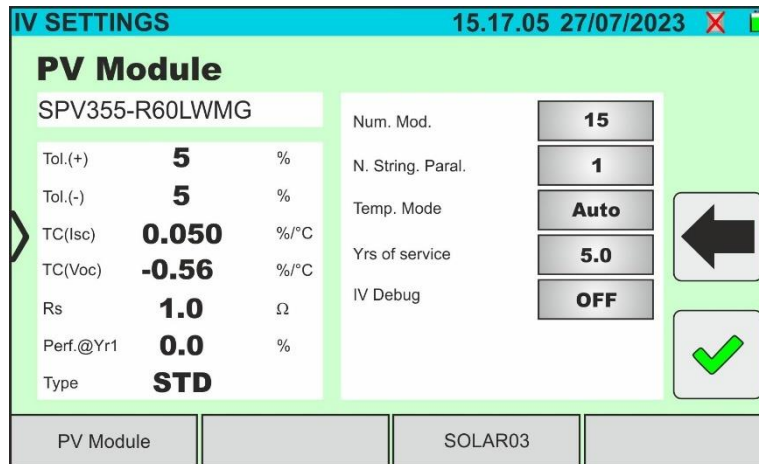 IV SETTINGS 15.17.05 27/07/2023
PV Module
SPV355-R60LWMG
Tol.(+) 5 %
Tol.(-) 5 %
TC(Isc) 0.050 %/°C
TC(Voc) -0.56 %/°C
Rs 1.0 Ω
Perf.@Yr1 0.0 %
Type STD
Num. Mod. 15
N. String. Paral. 1
Temp. Mode Auto
Yrs of service 5.0
IV Debug OFF
PV Module SOLAR03